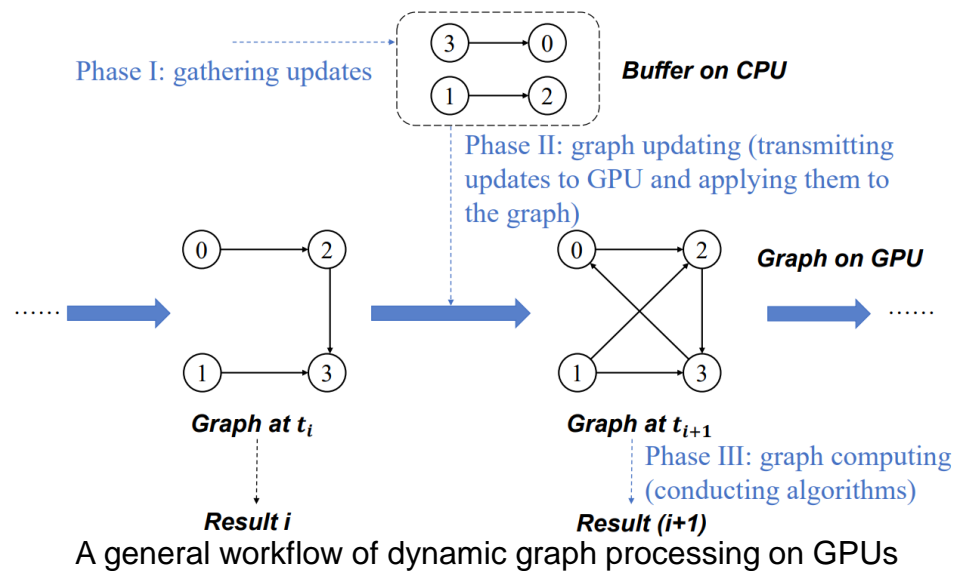 3 0
Phase I: gathering updates
Buffer on CPU
1 2
Phase II: graph updating (transmitting
updates to GPU and applying them to
the graph)
0 2 0 2
Graph on GPU
...... ......
1 3 1 3
Graph at tᵢ Graph at tᵢ₊₁
Phase III: graph computing
(conducting algorithms)
Result i Result (i+1)
A general workflow of dynamic graph processing on GPUs